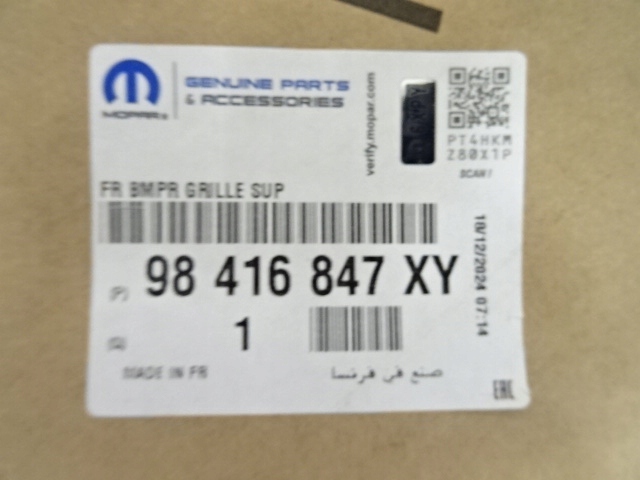 MOPAR
GENUINE PARTS
& ACCESSORIES
verify.mopar.com
PT4HKM
Z80X1P
SCAN!
FR BMPR GRILLE SUP
(P) 98 416 847 XY
(Q) 1
18/12/2024 07:14
MADE IN FR
صنع في فرنسا
EAC